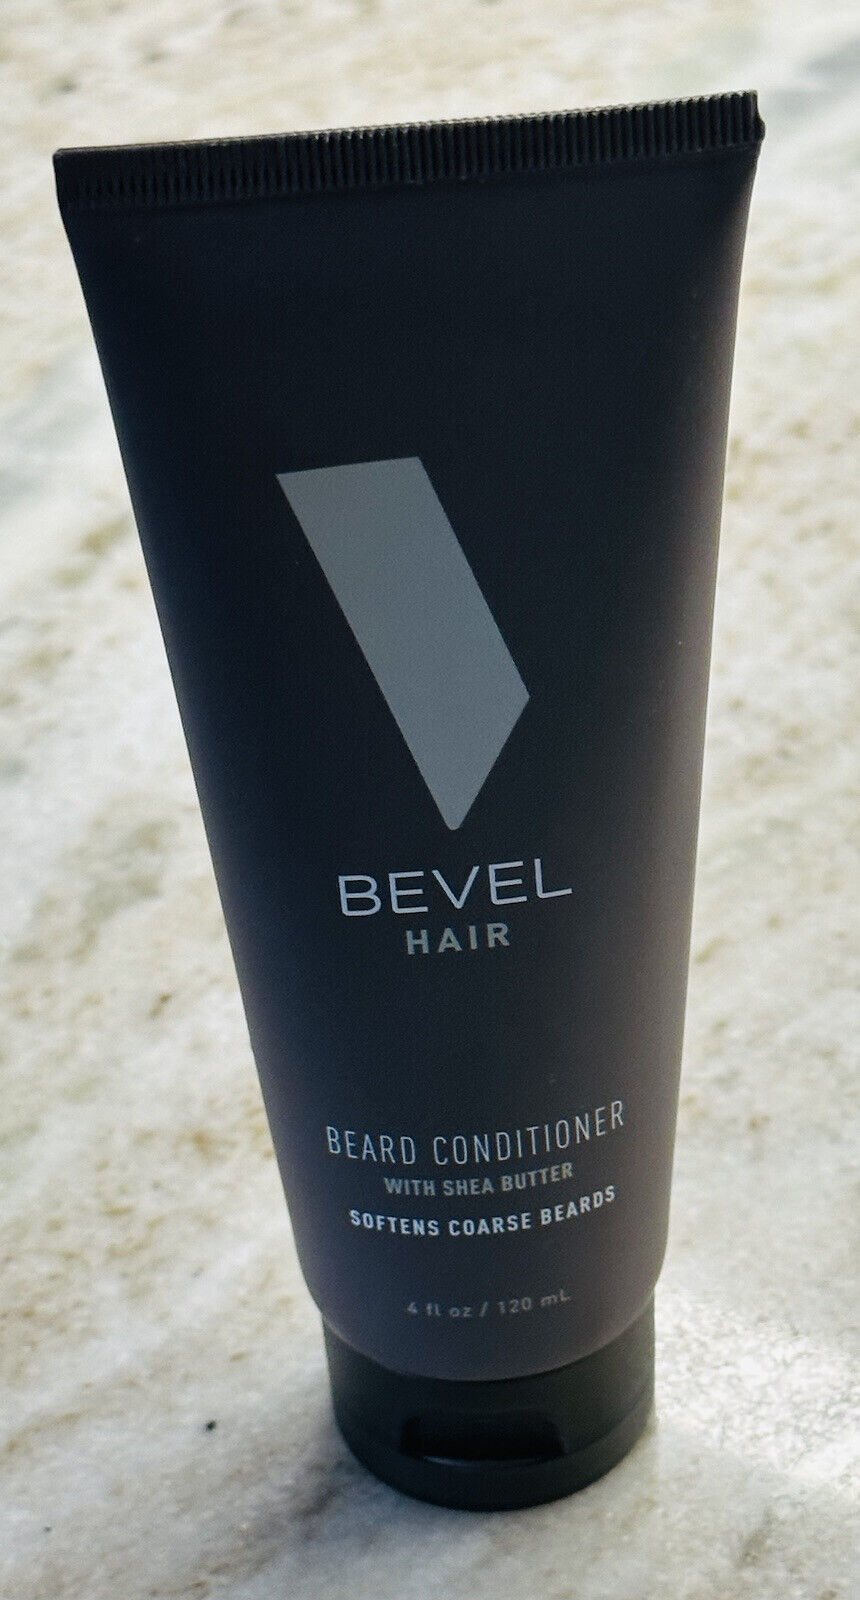 BEVEL
HAIR
BEARD CONDITIONER
WITH SHEA BUTTER
SOFTENS COARSE BEARDS
4 fl oz / 120 mL